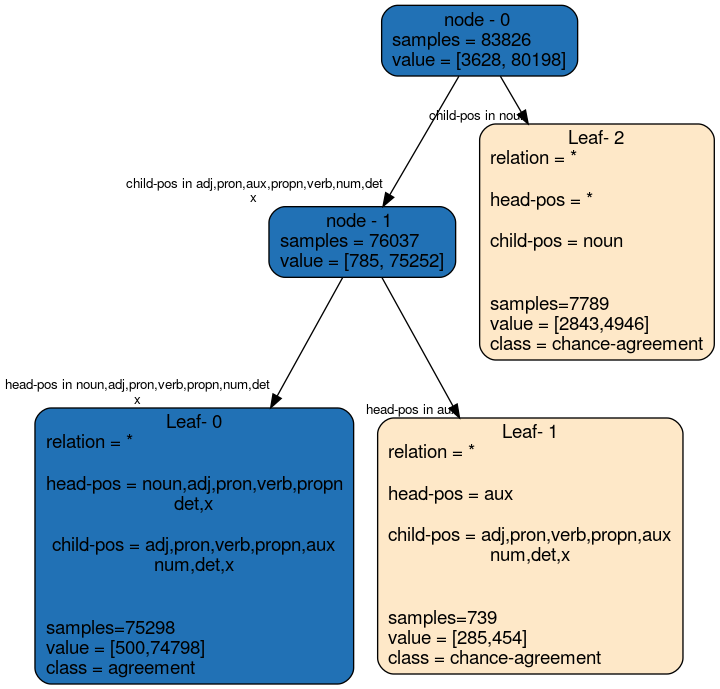 node - 0
samples = 83826
value = [3628, 80198]
child-pos in noun
Leaf- 2
relation = *
head-pos = *
child-pos = noun
samples=7789
value = [2843,4946]
class = chance-agreement
child-pos in adj,pron,aux,propn,verb,num,det
x
node - 1
samples = 76037
value = [785, 75252]
head-pos in noun,adj,pron,verb,propn,num,det
x
Leaf- 0
relation = *
head-pos = noun,adj,pron,verb,propn
det,x
child-pos = adj,pron,verb,propn,aux
num,det,x
samples=75298
value = [500,74798]
class = agreement
head-pos in aux
Leaf- 1
relation = *
head-pos = aux
child-pos = adj,pron,verb,propn,aux
num,det,x
samples=739
value = [285,454]
class = chance-agreement